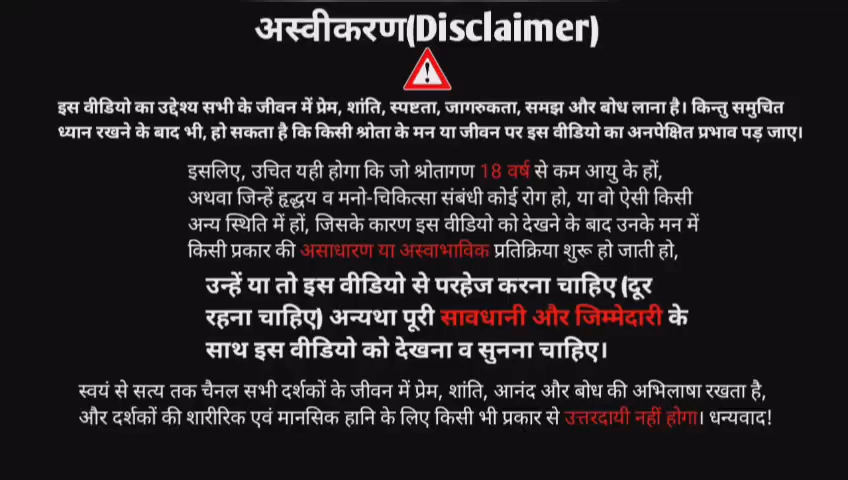 अस्वीकरण(Disclaimer)
इस वीडियो का उद्देश्य सभी के जीवन में प्रेम, शांति, स्पष्टता, जागरुकता, समझ और बोध लाना है। किन्तु समुचित
ध्यान रखने के बाद भी, हो सकता है कि किसी श्रोता के मन या जीवन पर इस वीडियो का अनपेक्षित प्रभाव पड़ जाए।
इसलिए, उचित यही होगा कि जो श्रोतागण 18 वर्ष से कम आयु के हों,
अथवा जिन्हें हृद्धय व मनो-चिकित्सा संबंधी कोई रोग हो, या वो ऐसी किसी
अन्य स्थिति में हों, जिसके कारण इस वीडियो को देखने के बाद उनके मन में
किसी प्रकार की असाधारण या अस्वाभाविक प्रतिक्रिया शुरू हो जाती हो,
उन्हें या तो इस वीडियो से परहेज करना चाहिए (दूर
रहना चाहिए) अन्यथा पूरी सावधानी और जिम्मेदारी के
साथ इस वीडियो को देखना व सुनना चाहिए।
स्वयं से सत्य तक चैनल सभी दर्शकों के जीवन में प्रेम, शांति, आनंद और बोध की अभिलाषा रखता है,
और दर्शकों की शारीरिक एवं मानसिक हानि के लिए किसी भी प्रकार से उत्तरदायी नहीं होगा। धन्यवाद!